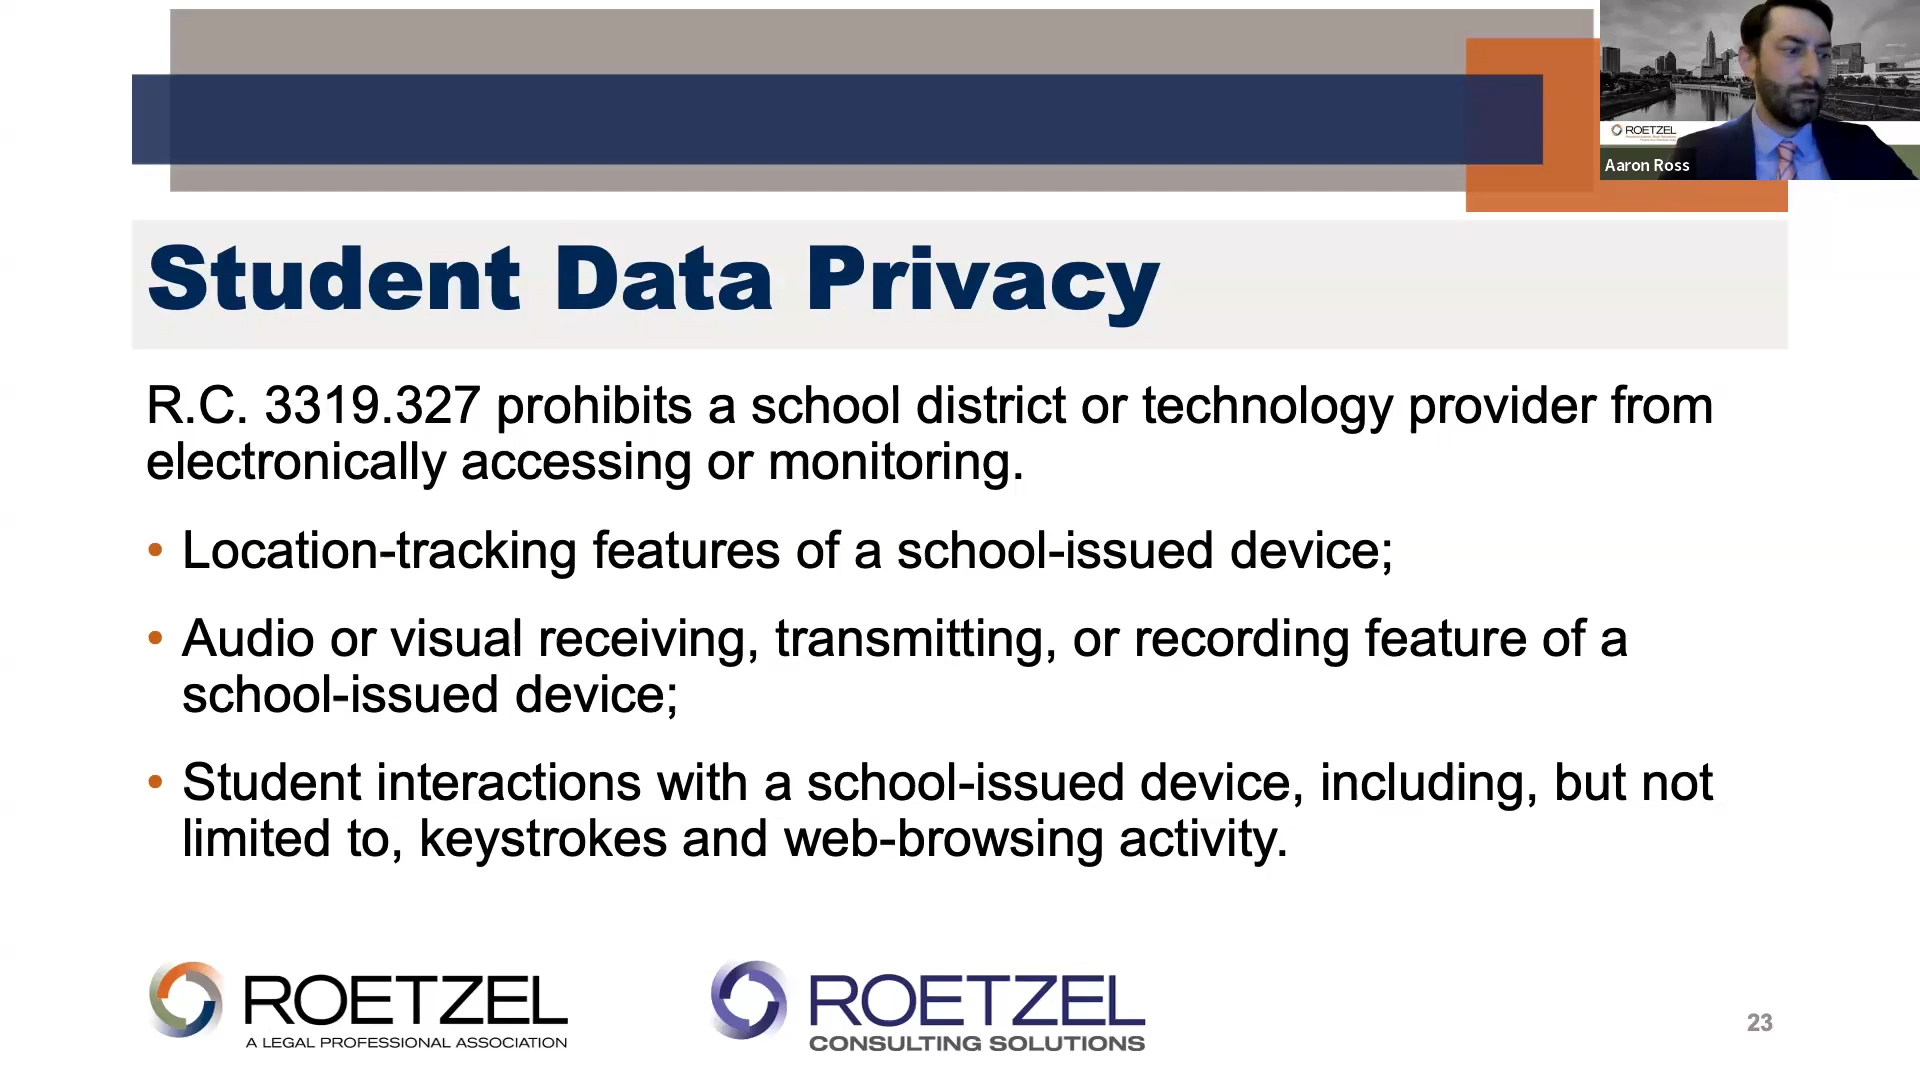 ROETZEL
Aaron Ross
Student Data Privacy
R.C. 3319.327 prohibits a school district or technology provider from
electronically accessing or monitoring.
• Location-tracking features of a school-issued device;
• Audio or visual receiving, transmitting, or recording feature of a
school-issued device;
• Student interactions with a school-issued device, including, but not
limited to, keystrokes and web-browsing activity.
ROETZEL
A LEGAL PROFESSIONAL ASSOCIATION
ROETZEL
CONSULTING SOLUTIONS
23